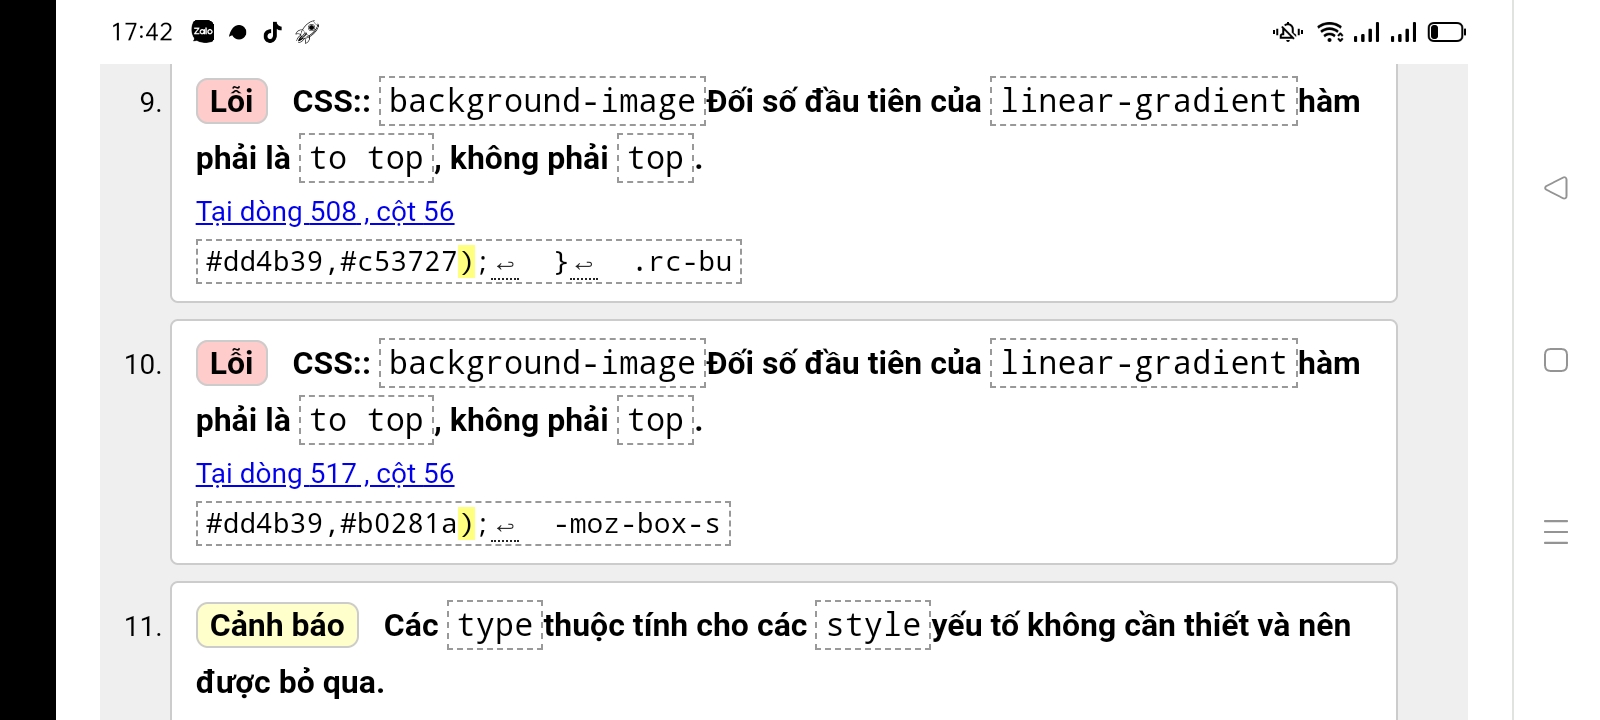 17:42 Zalo
9. Lỗi CSS:: background-image Đối số đầu tiên của linear-gradient hàm
phải là to top, không phải top.
Tại dòng 508 , cột 56
#dd4b39,#c53727);↩ }↩ .rc-bu
10. Lỗi CSS:: background-image Đối số đầu tiên của linear-gradient hàm
phải là to top, không phải top.
Tại dòng 517 , cột 56
#dd4b39,#b0281a);↩ -moz-box-s
11. Cảnh báo Các type thuộc tính cho các style yếu tố không cần thiết và nên
được bỏ qua.